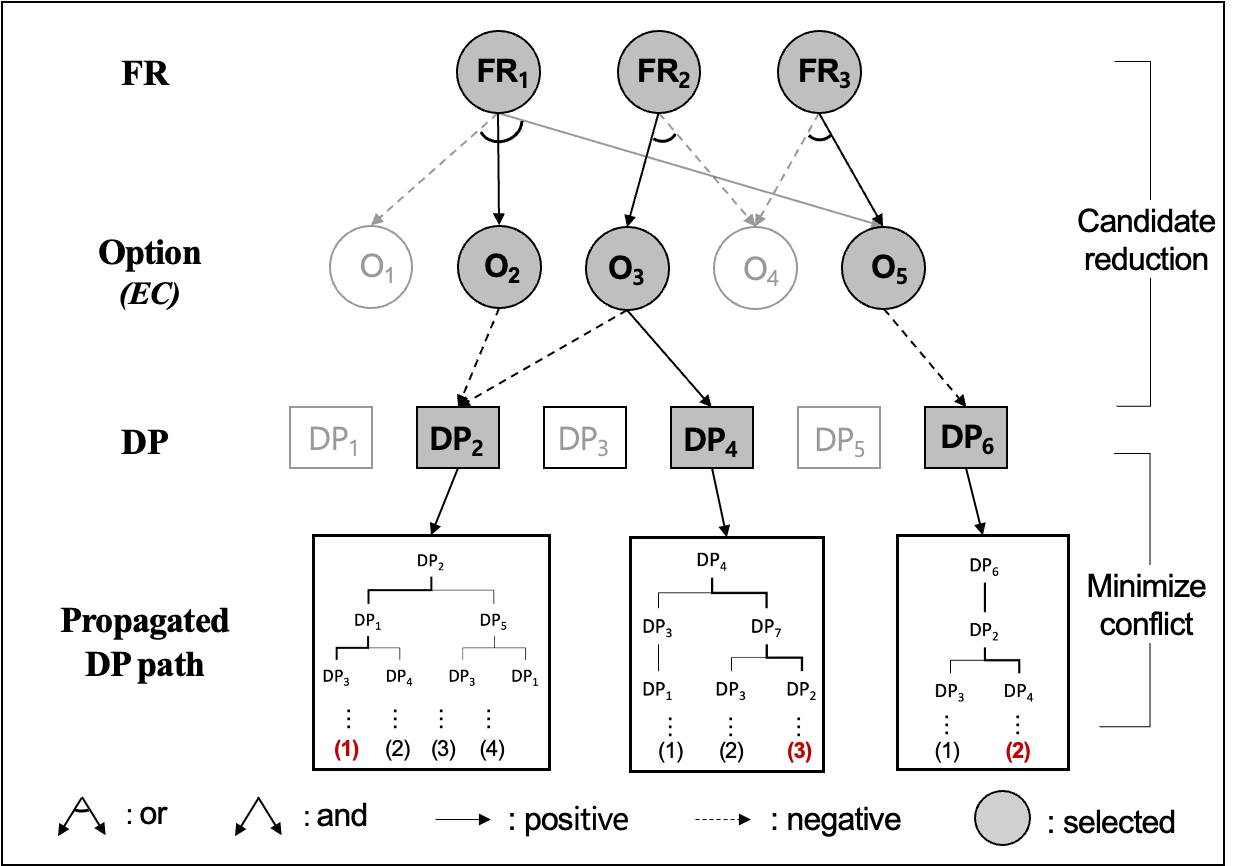 FR
FR₁ FR₂ FR₃
Option
(EC)
O₁ O₂ O₃ O₄ O₅
Candidate
reduction
DP
DP₁ DP₂ DP₃ DP₄ DP₅ DP₆
Propagated
DP path
DP₂
DP₁ DP₅
DP₃ DP₄ DP₃ DP₁
⋮ ⋮ ⋮ ⋮
(1) (2) (3) (4)
DP₄
DP₃ DP₇
DP₁ DP₃ DP₂
⋮ ⋮ ⋮
(1) (2) (3)
DP₆
DP₂
DP₃ DP₄
⋮ ⋮
(1) (2)
Minimize
conflict
: or : and : positive : negative : selected